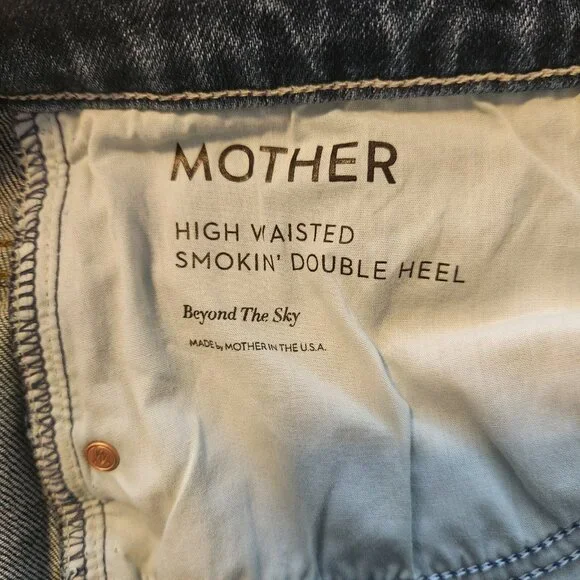 MOTHER
HIGH WAISTED
SMOKIN' DOUBLE HEEL
Beyond The Sky
MADE by MOTHER IN THE U.S.A.